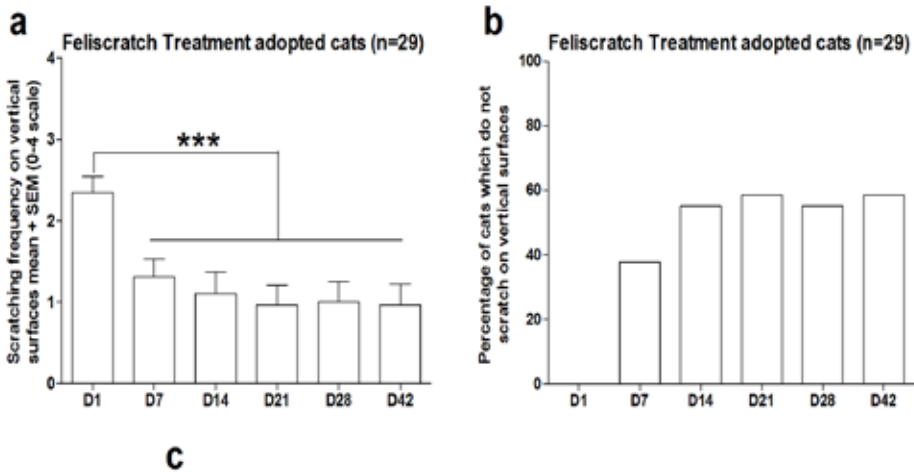 a
Feliscratch Treatment adopted cats (n=29)
Scratching frequency on vertical
surfaces mean + SEM (0-4 scale)
4
3
2
1
0
***
D1 D7 D14 D21 D28 D42
b
Feliscratch Treatment adopted cats (n=29)
Percentage of cats which do not
scratch on vertical surfaces
100
80
60
40
20
0
D1 D7 D14 D21 D28 D42
c